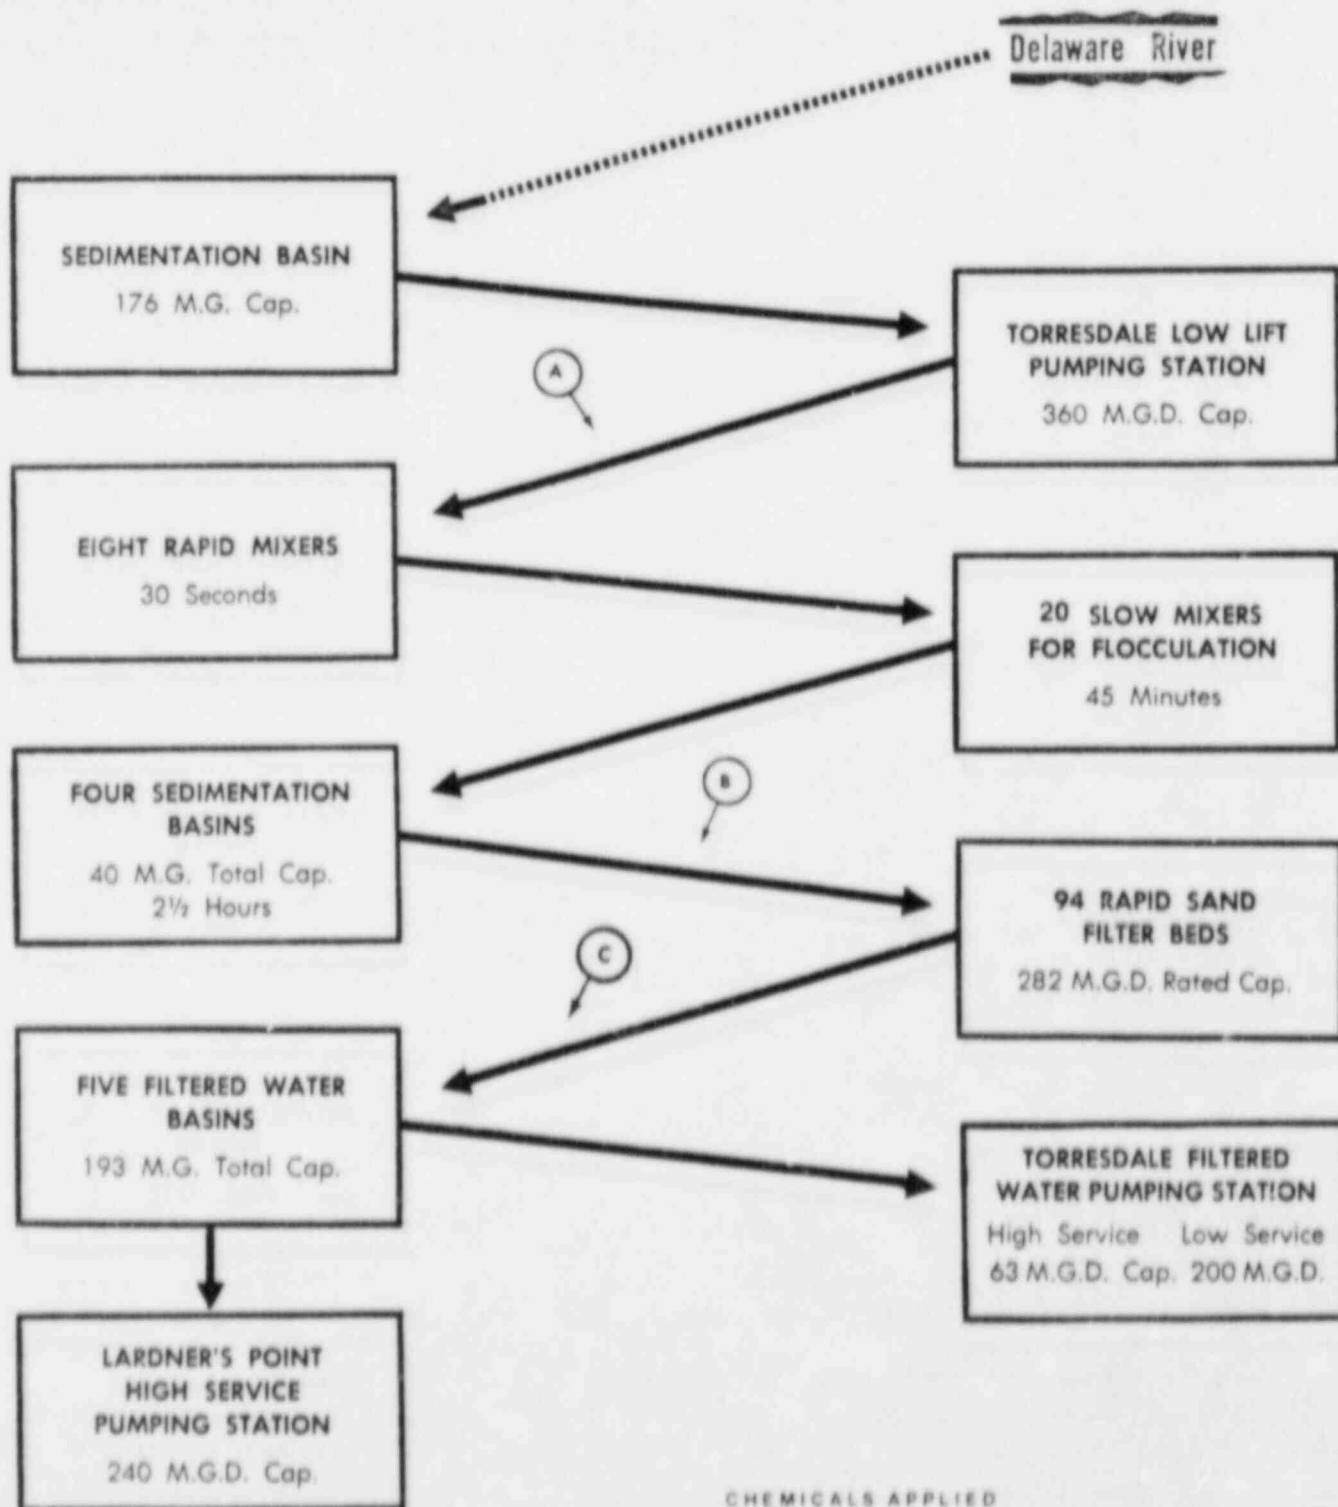 Delaware River
SEDIMENTATION BASIN
176 M.G. Cap.
TORRESDALE LOW LIFT
PUMPING STATION
360 M.G.D. Cap.
A
EIGHT RAPID MIXERS
30 Seconds
20 SLOW MIXERS
FOR FLOCCULATION
45 Minutes
FOUR SEDIMENTATION
BASINS
40 M.G. Total Cap.
2½ Hours
B
94 RAPID SAND
FILTER BEDS
282 M.G.D. Rated Cap.
C
FIVE FILTERED WATER
BASINS
193 M.G. Total Cap.
TORRESDALE FILTERED
WATER PUMPING STATION
High Service Low Service
63 M.G.D. Cap. 200 M.G.D.
LARDNER'S POINT
HIGH SERVICE
PUMPING STATION
240 M.G.D. Cap.
CHEMICALS APPLIED